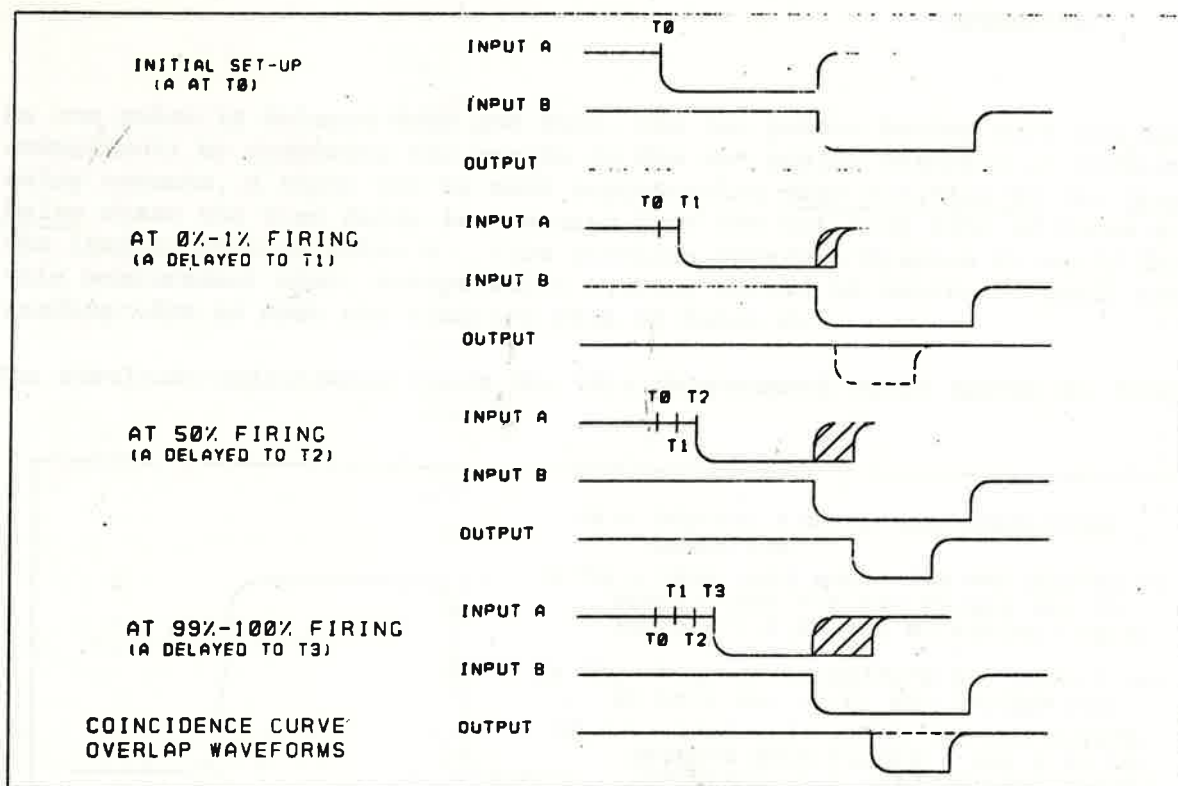 T0
INPUT A
INITIAL SET-UP
(A AT T0)
INPUT B
OUTPUT
T0 T1
INPUT A
AT 0%-1% FIRING
(A DELAYED TO T1)
INPUT B
OUTPUT
T0 T2
INPUT A
T1
AT 50% FIRING
(A DELAYED TO T2)
INPUT B
OUTPUT
T1 T3
INPUT A
AT 99%-100% FIRING
T0 T2
(A DELAYED TO T3)
INPUT B
COINCIDENCE CURVE
OUTPUT
OVERLAP WAVEFORMS